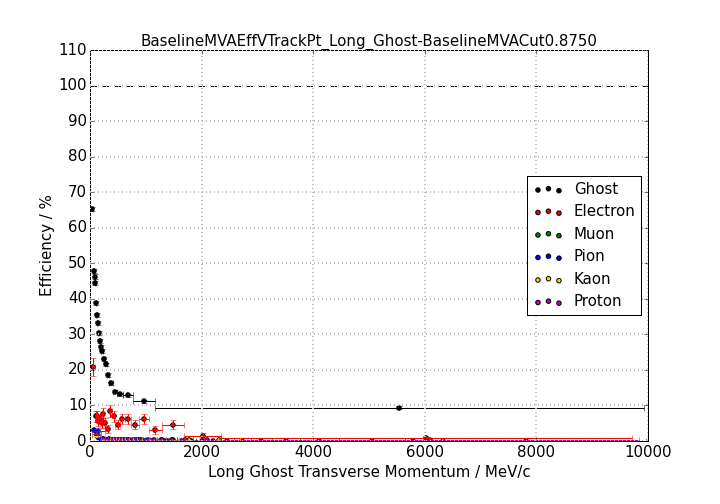 BaselineMVAEffVTrackPt_Long_Ghost-BaselineMVACut0.8750
110
100
90
80
70
60
50
40
30
20
10
0
Efficiency / %
Ghost
Electron
Muon
Pion
Kaon
Proton
0 2000 4000 6000 8000 10000
Long Ghost Transverse Momentum / MeV/c